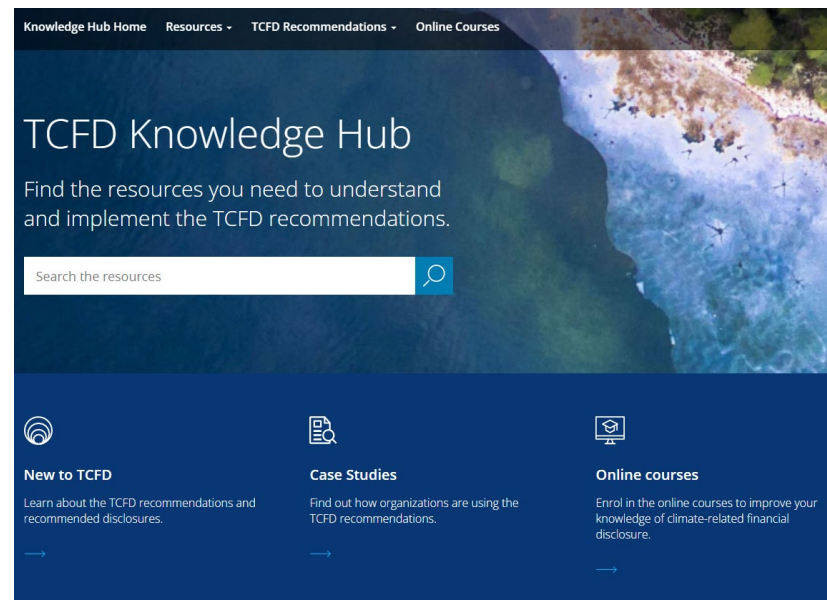 Knowledge Hub Home Resources TCFD Recommendations Online Courses
TCFD Knowledge Hub
Find the resources you need to understand
and implement the TCFD recommendations.
Search the resources
New to TCFD
Learn about the TCFD recommendations and
recommended disclosures.
Case Studies
Find out how organizations are using the
TCFD recommendations.
Online courses
Enrol in the online courses to improve your
knowledge of climate-related financial
disclosure.